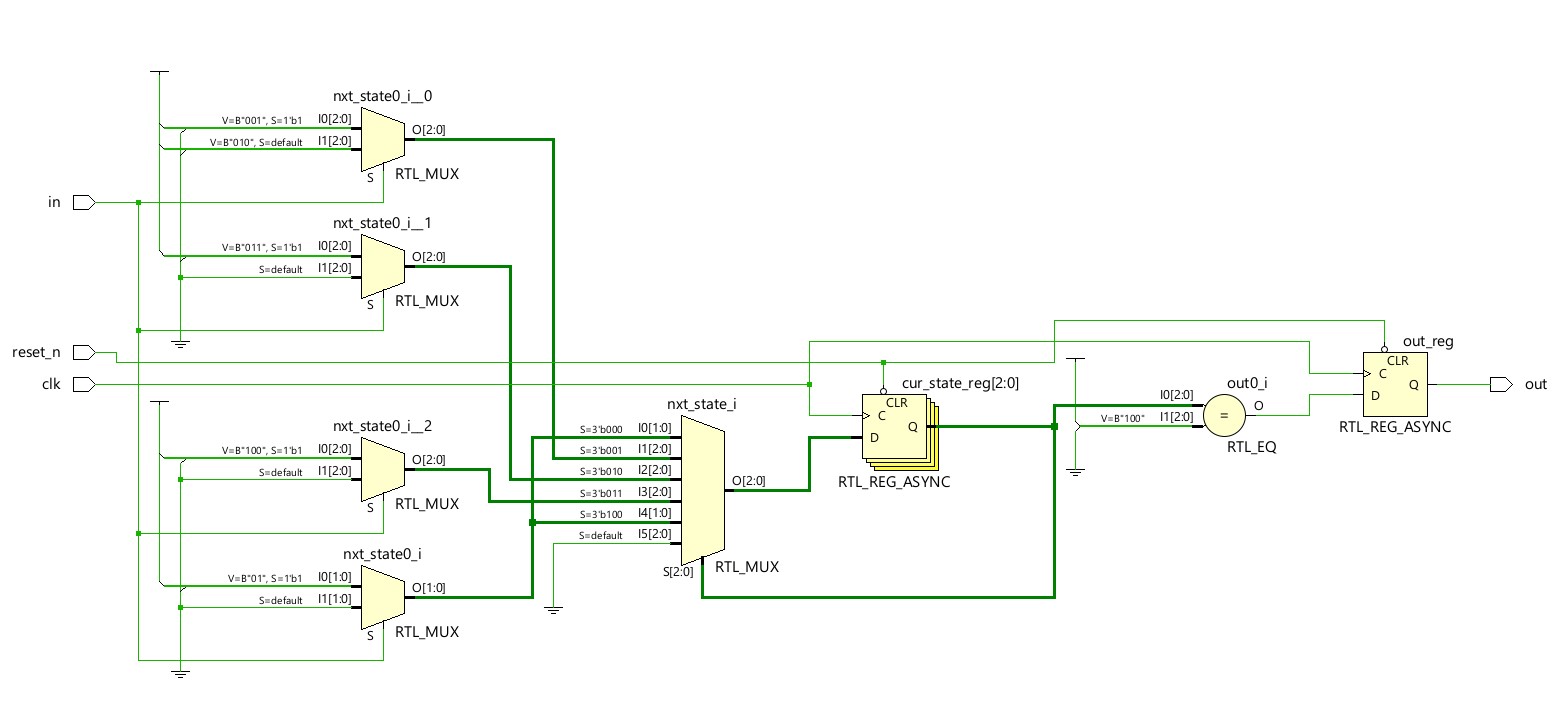 nxt_state0_i__0
V=B"001", S=1'b1 I0[2:0]
V=B"010", S=default I1[2:0]
O[2:0]
S
RTL_MUX
in
nxt_state0_i__1
V=B"011", S=1'b1 I0[2:0]
S=default I1[2:0]
O[2:0]
S
RTL_MUX
reset_n
clk
nxt_state0_i__2
V=B"100", S=1'b1 I0[2:0]
S=default I1[2:0]
O[2:0]
S
RTL_MUX
nxt_state0_i
V=B"01", S=1'b1 I0[1:0]
S=default I1[1:0]
O[1:0]
S
RTL_MUX
nxt_state_i
S=3'b000 I0[1:0]
S=3'b001 I1[2:0]
S=3'b010 I2[2:0]
S=3'b011 I3[2:0]
S=3'b100 I4[1:0]
S=default I5[2:0]
O[2:0]
S[2:0]
RTL_MUX
cur_state_reg[2:0]
CLR
C
Q
D
RTL_REG_ASYNC
out0_i
I0[2:0]
V=B"100" I1[2:0]
=
O
RTL_EQ
out_reg
CLR
C
Q
D
RTL_REG_ASYNC
out